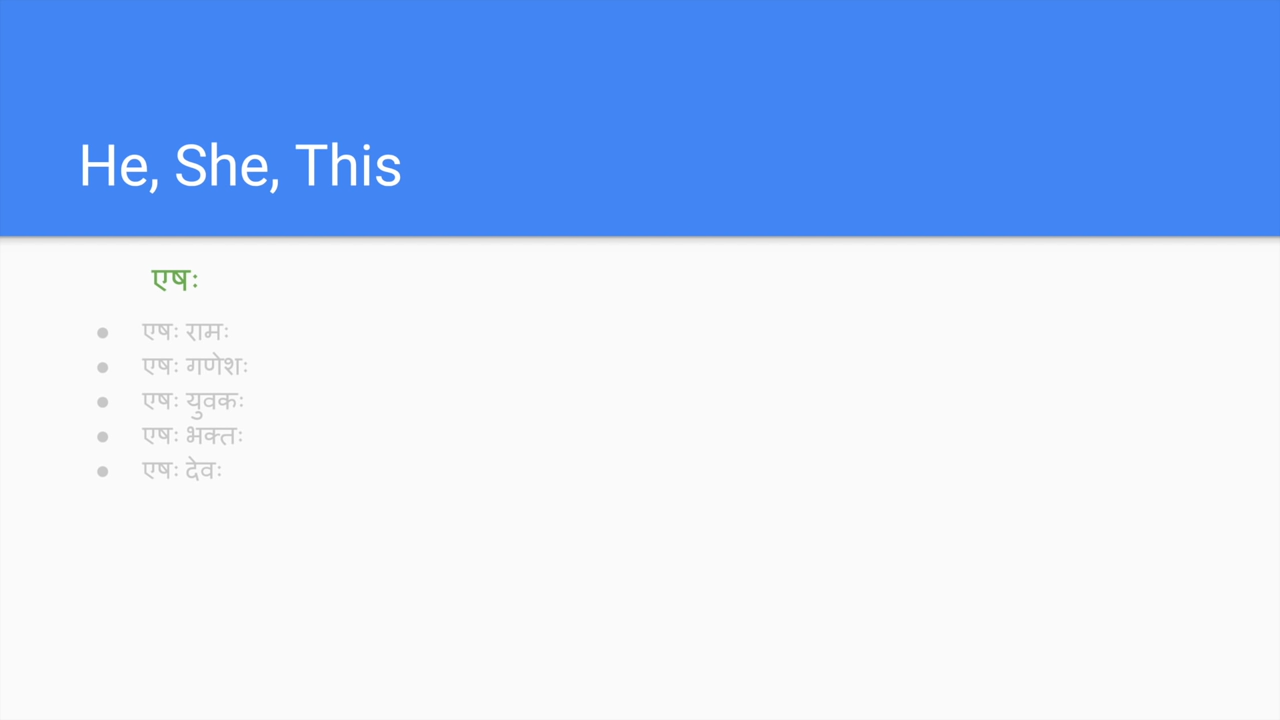 He, She, This
एषः
● एषः रामः
● एषः गणेशः
● एषः युवकः
● एषः भक्तः
● एषः देवः